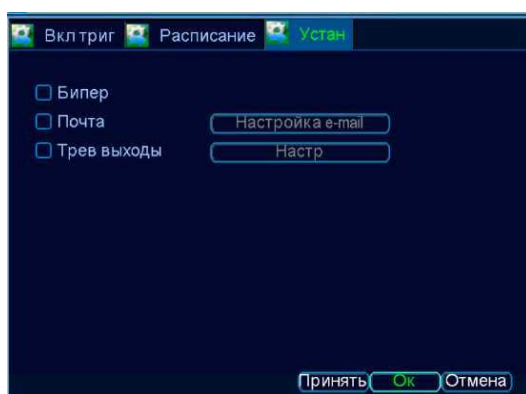 Вкл триг Расписание Устан
Бипер
Почта Настройка e-mail
Трев выходы Настр
Принять Ок Отмена